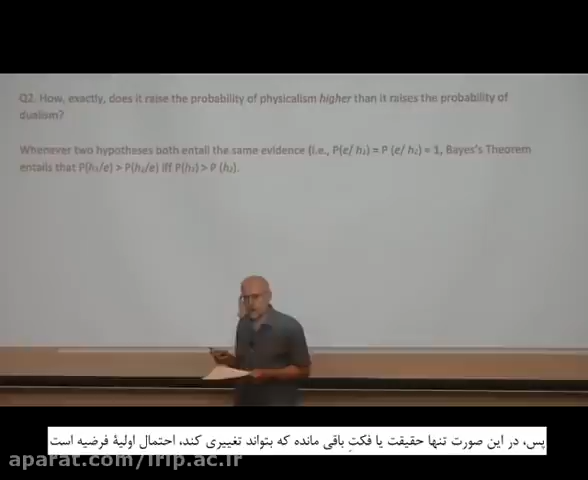 Q2. How, exactly, does it raise the probability of physicalism higher than it raises the probability of
dualism?
Whenever two hypotheses both entail the same evidence (i.e., P(e/ h₁) = P (e/ h₂) = 1, Bayes's Theorem
entails that P(h₁/e) > P(h₂/e) iff P(h₁) > P (h₂).
پس، در این صورت تنها حقیقت یا فکتِ باقی مانده که بتواند تغییری کند، احتمال اولیهٔ فرضیه است
aparat.com/irip.ac.ir